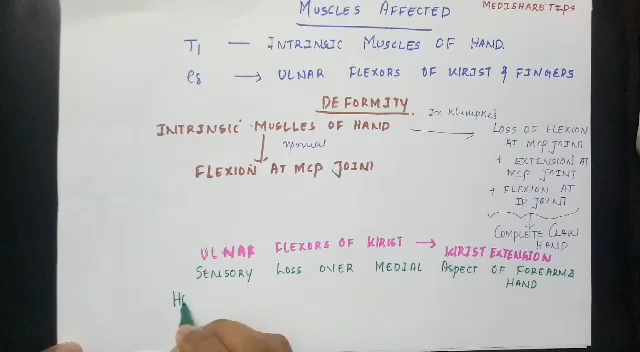 MUSCLES AFFECTED
MEDISHARE TIPS
T1 — INTRINSIC MUSCLES OF HAND.
C8 → ULNAR FLEXORS OF WRIST & FINGERS
DEFORMITY.
In Klumpke's
INTRINSIC MUSCLES OF HAND
normal
FLEXION AT MCP JOINT
LOSS OF FLEXION
AT MCP JOINT
+ EXTENSION AT
MCP JOINT
+ FLEXION AT
IP JOINT
COMPLETE CLAW
HAND
ULNAR FLEXORS OF WRIST → WRIST EXTENSION
SENSORY LOSS OVER MEDIAL ASPECT OF FOREARM &
HAND